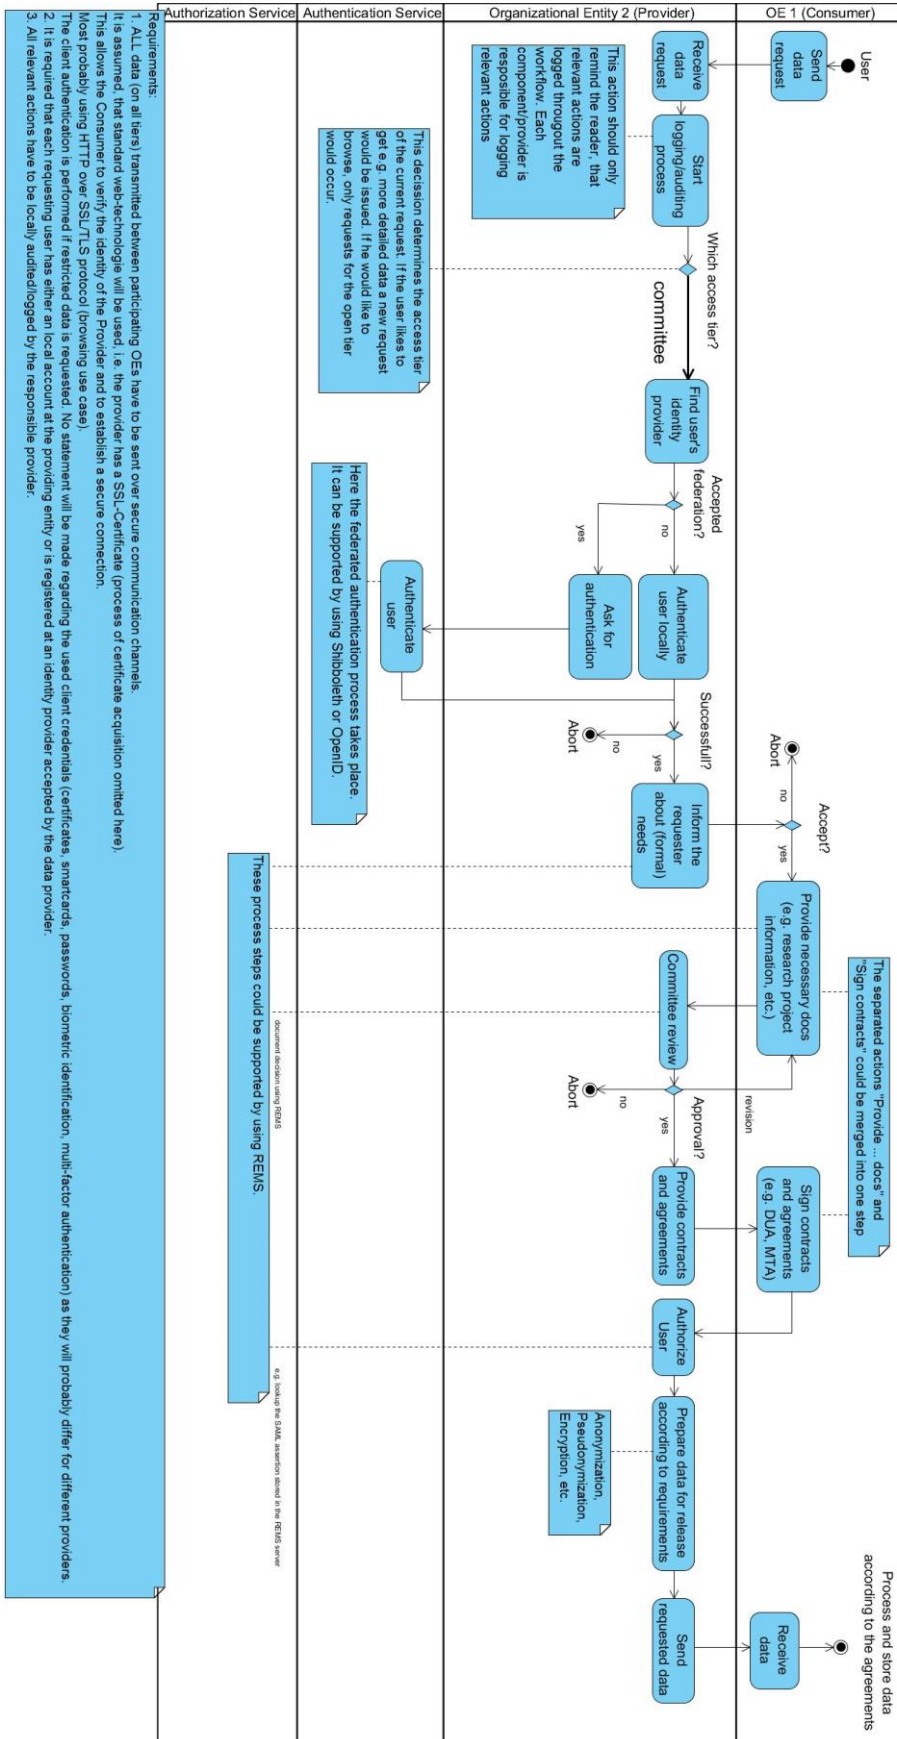 Process and store data
according to the agreements
OE 1 (Consumer)
User
Send
data
request
Accept?
no
yes
Abort
Provide necessary docs
(e.g. research project
information, etc.)
The separated actions "Provide ... docs" and
"Sign contracts" could be merged into one step
Sign contracts
and agreements
(e.g. DUA, MTA)
Receive
data
Organizational Entity 2 (Provider)
Receive
data
request
Start
logging/auditing
process
This action should only
remind the reader, that
relevant actions are
logged througout the
workflow. Each
component/provider is
resposible for logging
relevant actions
Which access tier?
committee
Find user's
identity
provider
Accepted
federation?
no
yes
Authenticate
user locally
Ask for
authentication
Successfull?
yes
no
Abort
Inform the
requester
about (formal)
needs
Committee review
Approval?
revision
yes
no
Abort
Provide contracts
and agreements
Authorize
User
Prepare data for release
according to requirements
Anonymization,
Pseudonymization,
Encryption, etc.
Send
requested data
Authentication Service
This decission determines the access tier
of the current request. If the user likes to
get e.g. more detailed data a new request
would be issued. If he would like to
browse, only requests for the open tier
would occur.
Authenticate
user
Here the federated authentication process takes place.
It can be supported by using Shibboleth or OpenID.
Authorization Service
document decision using REMS
e.g. lookup the SAML assertion stored in the REMS server
These process steps could be supported by using REMS.
Requirements:
1. ALL data (on all tiers) transmitted between participating OEs have to be sent over secure communication channels.
It is assumed, that standard web-technologie will be used, i.e. the provider has a SSL-Certificate (process of certificate acquisition omitted here).
This allows the Consumer to verify the identity of the Provider and to establish a secure connection.
Most probably using HTTP over SSL/TLS protocol (browsing use case).
The client authentication is performed if restricted data is requested. No statement will be made regarding the used client credentials (certificates, smartcards, passwords, biometric identification, multi-factor authentication) as they will probably differ for different providers.
2. It is required that each requesting user has either an local account at the providing entity or is registered at an identity provider accepted by the data provider.
3. All relevant actions have to be locally audited/logged by the responsible provider.